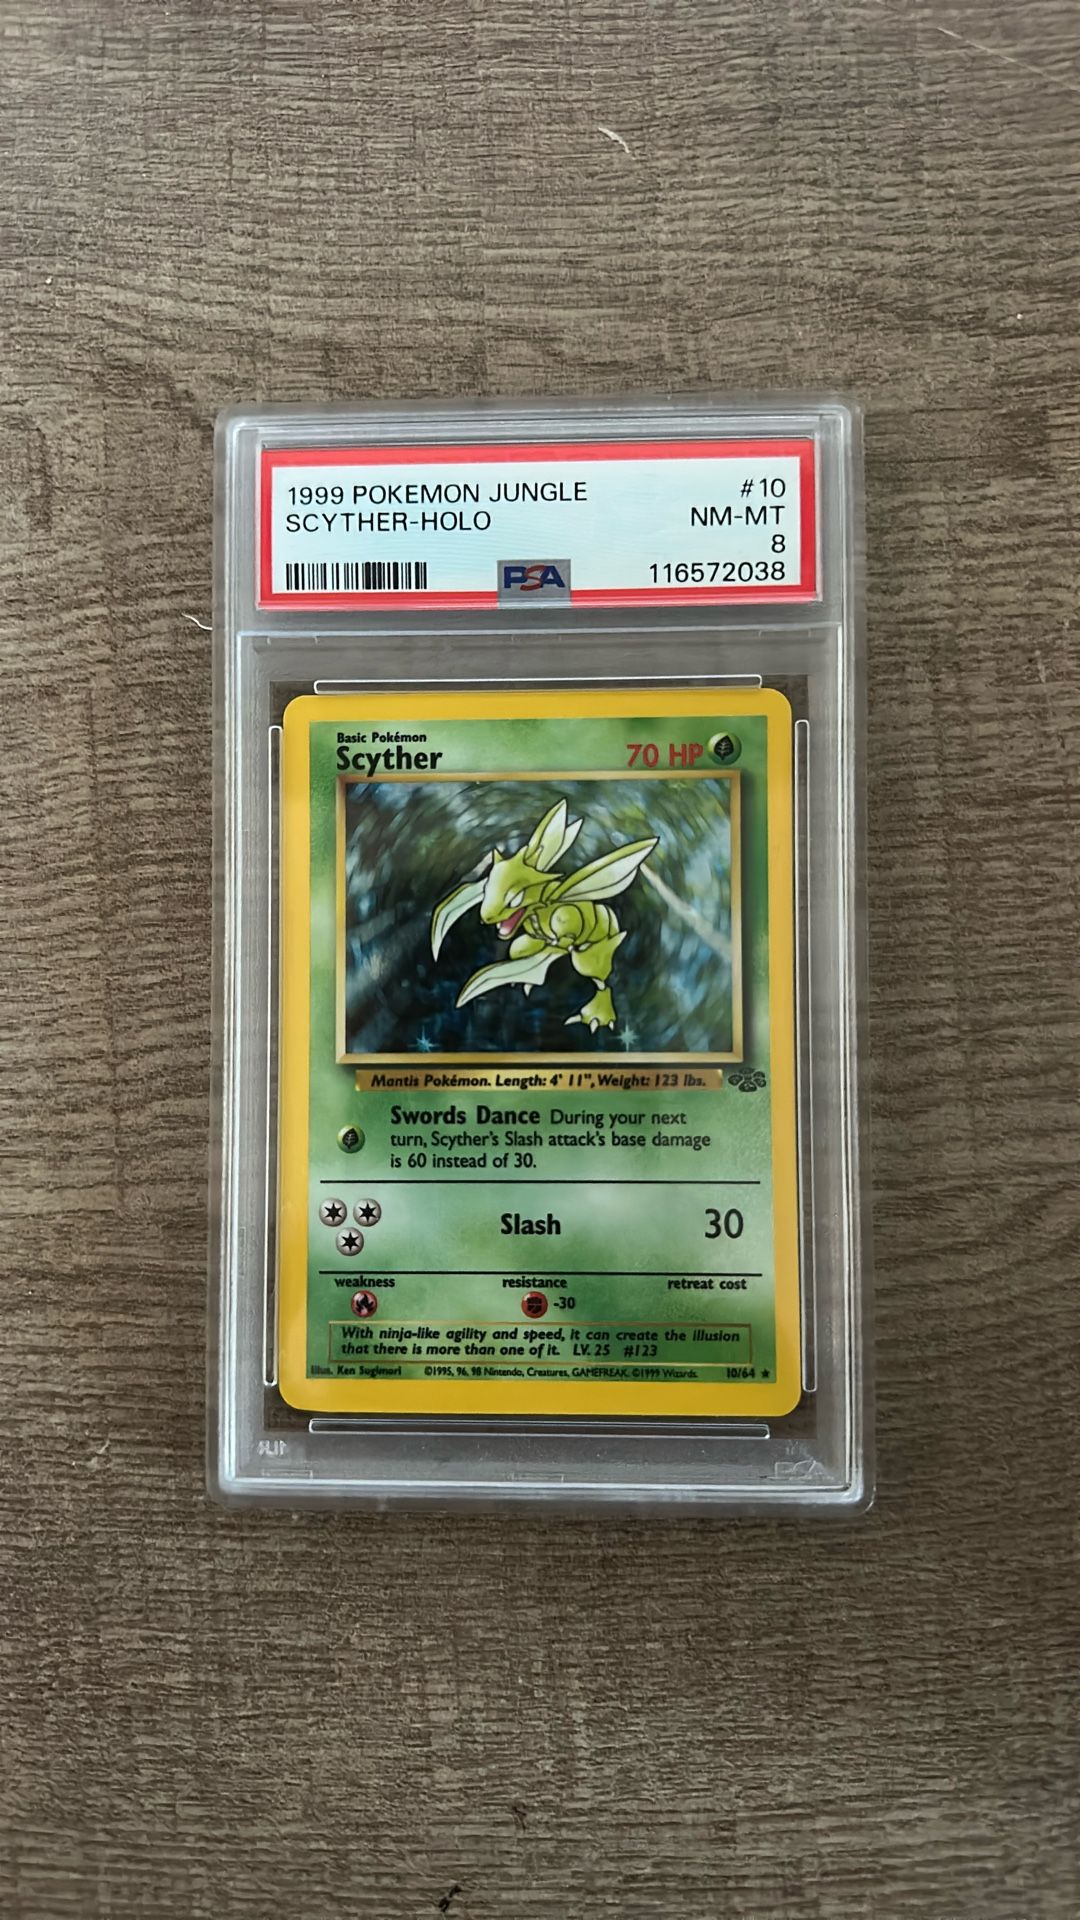 1999 POKEMON JUNGLE #10
SCYTHER-HOLO NM-MT
8
PSA 116572038
Basic Pokémon
Scyther 70 HP
Mantis Pokémon. Length: 4' 11", Weight: 123 lbs.
Swords Dance During your next
turn, Scyther's Slash attack's base damage
is 60 instead of 30.
Slash 30
weakness resistance retreat cost
-30
With ninja-like agility and speed, it can create the illusion
that there is more than one of it. LV. 25 #123
Illus. Ken Sugimori ©1995, 96, 98 Nintendo, Creatures, GAMEFREAK. ©1999 Wizards. 10/64